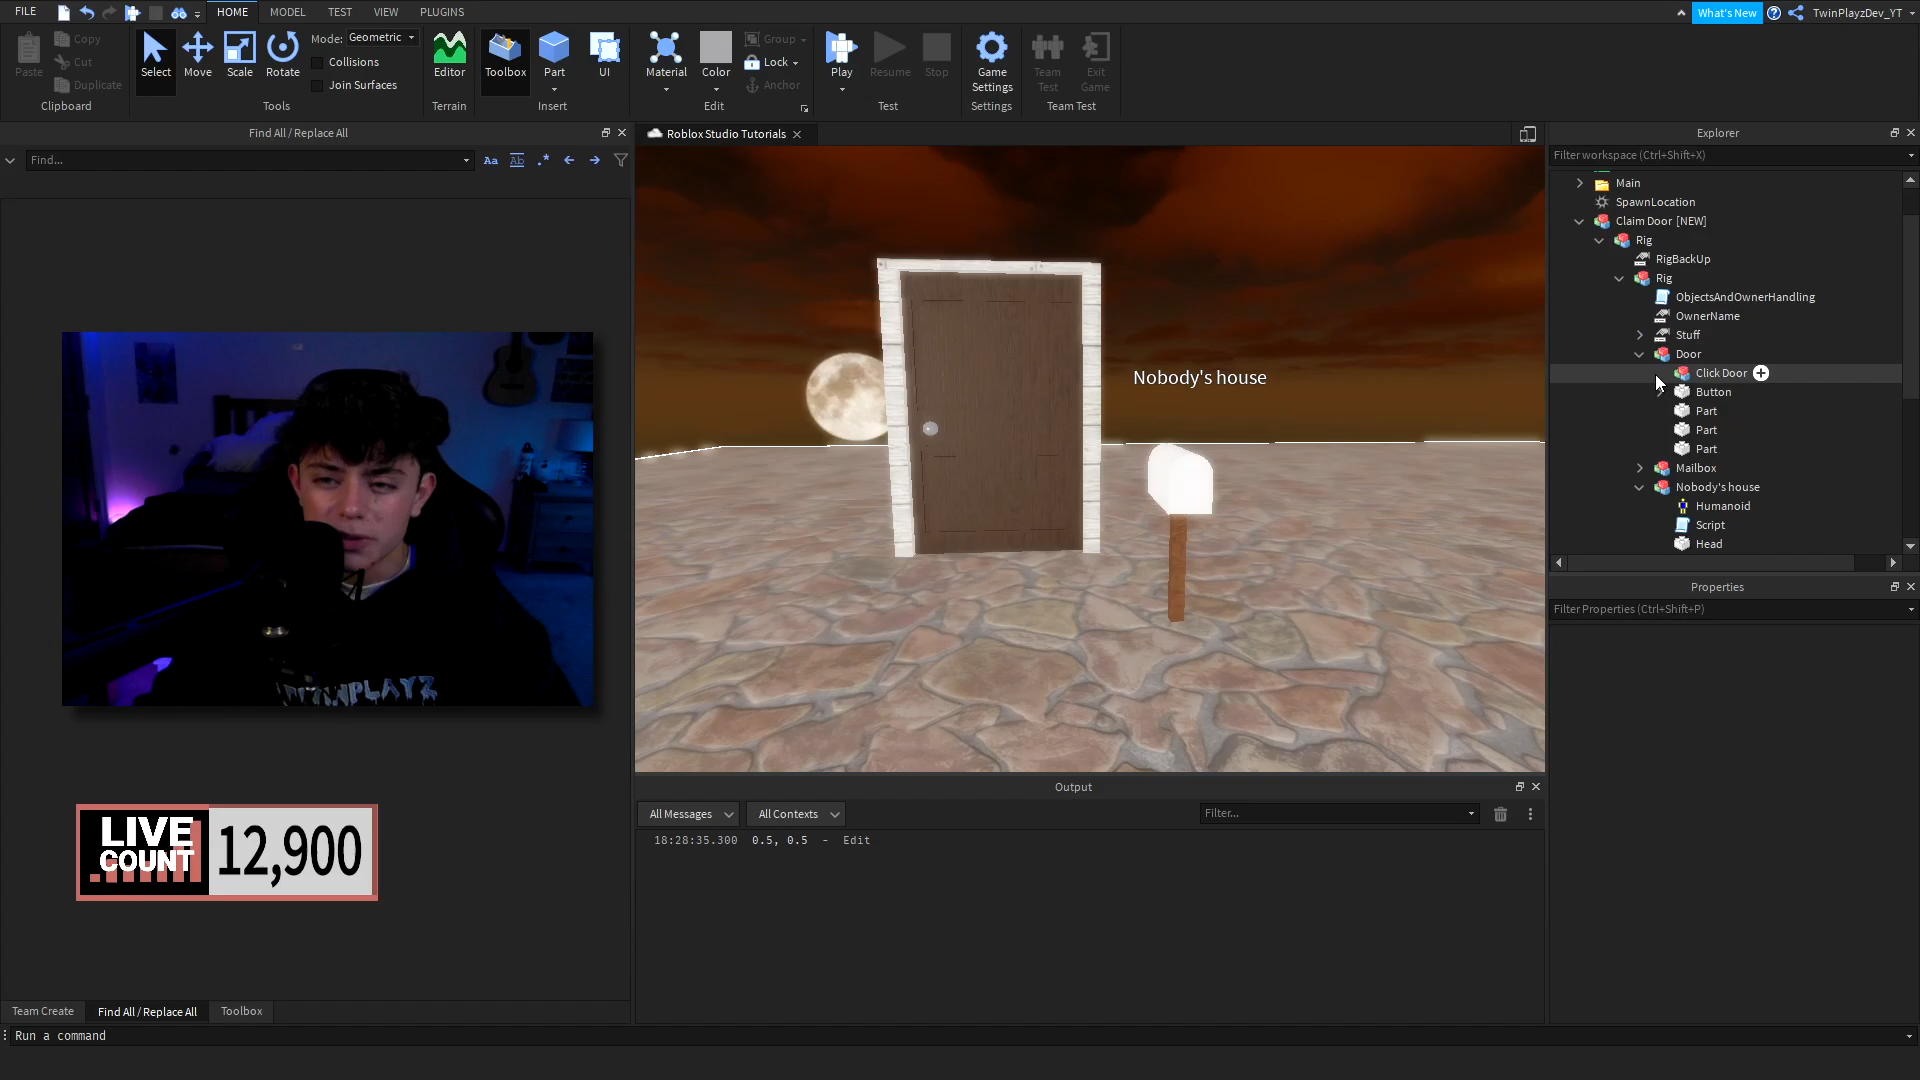 FILE
HOME
MODEL
TEST
VIEW
PLUGINS
What's New
TwinPlayzDev_YT
Paste
Copy
Cut
Duplicate
Clipboard
Select
Move
Scale
Rotate
Mode: Geometric
Collisions
Join Surfaces
Tools
Editor
Terrain
Toolbox
Part
UI
Insert
Material
Color
Group
Lock
Anchor
Edit
Play
Resume
Stop
Test
Game
Settings
Settings
Team
Test
Exit
Game
Team Test
Find All / Replace All
Find...
Aa
Ab
.*
Roblox Studio Tutorials
Nobody's house
LIVE
COUNT
12,900
Output
All Messages
All Contexts
Filter...
18:28:35.300 0.5, 0.5 - Edit
Explorer
Filter workspace (Ctrl+Shift+X)
Main
SpawnLocation
Claim Door [NEW]
Rig
RigBackUp
Rig
ObjectsAndOwnerHandling
OwnerName
Stuff
Door
Click Door
Button
Part
Part
Part
Mailbox
Nobody's house
Humanoid
Script
Head
Properties
Filter Properties (Ctrl+Shift+P)
Team Create
Find All / Replace All
Toolbox
Run a command